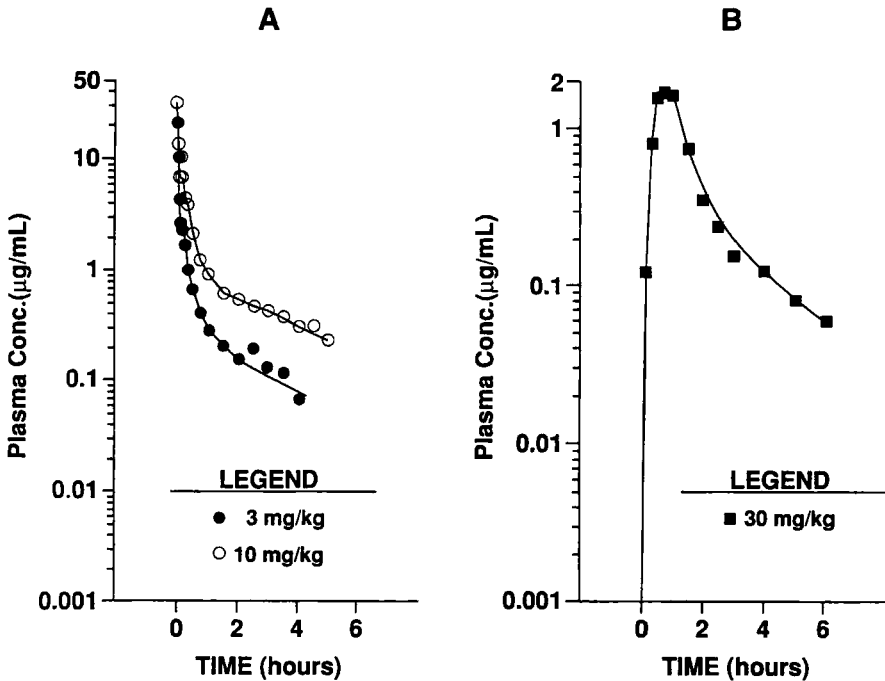 A
Plasma Conc.(µg/mL)
50
10
1
0.1
0.01
0.001
LEGEND
3 mg/kg
10 mg/kg
0 2 4 6
TIME (hours)
B
Plasma Conc.(µg/mL)
2
1
0.1
0.01
0.001
LEGEND
30 mg/kg
0 2 4 6
TIME (hours)